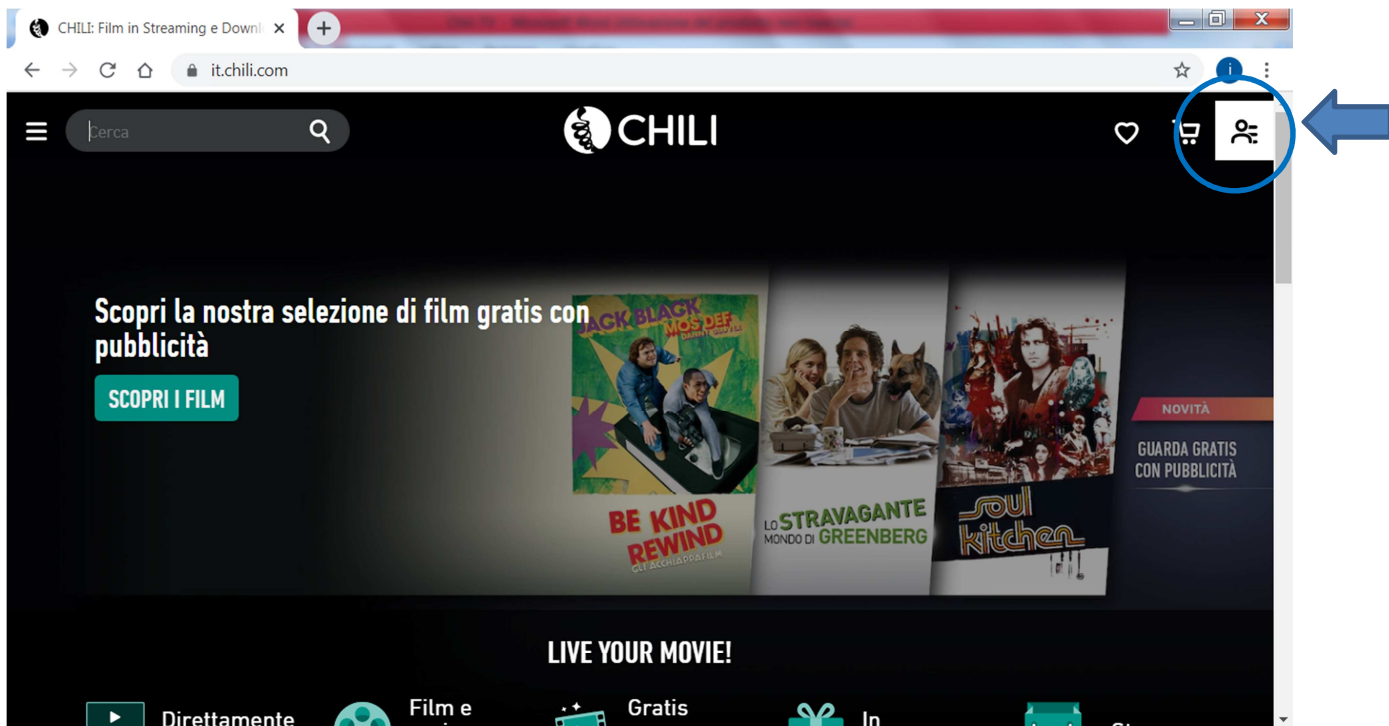 CHILI: Film in Streaming e Downl
it.chili.com
i
Cerca
CHILI
Scopri la nostra selezione di film gratis con
pubblicità
SCOPRI I FILM
JACK BLACK
MOS DEF
DANNY GLOVER
BE KIND
REWIND
GLI ACCHIAPPAFILM
LO STRAVAGANTE
MONDO DI GREENBERG
soul
kitchen
NOVITÀ
GUARDA GRATIS
CON PUBBLICITÀ
LIVE YOUR MOVIE!
Direttamente
Film e
Gratis
In